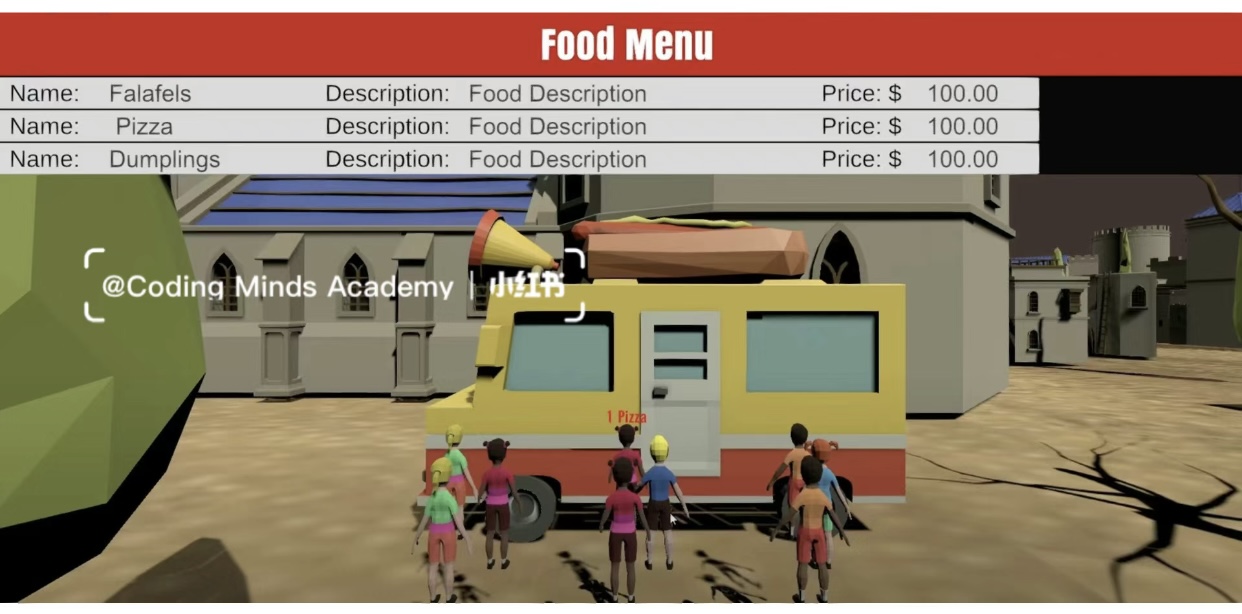 Food Menu
Name: Falafels Description: Food Description Price: $ 100.00
Name: Pizza Description: Food Description Price: $ 100.00
Name: Dumplings Description: Food Description Price: $ 100.00
@Coding Minds Academy | 小红书
1 Pizza